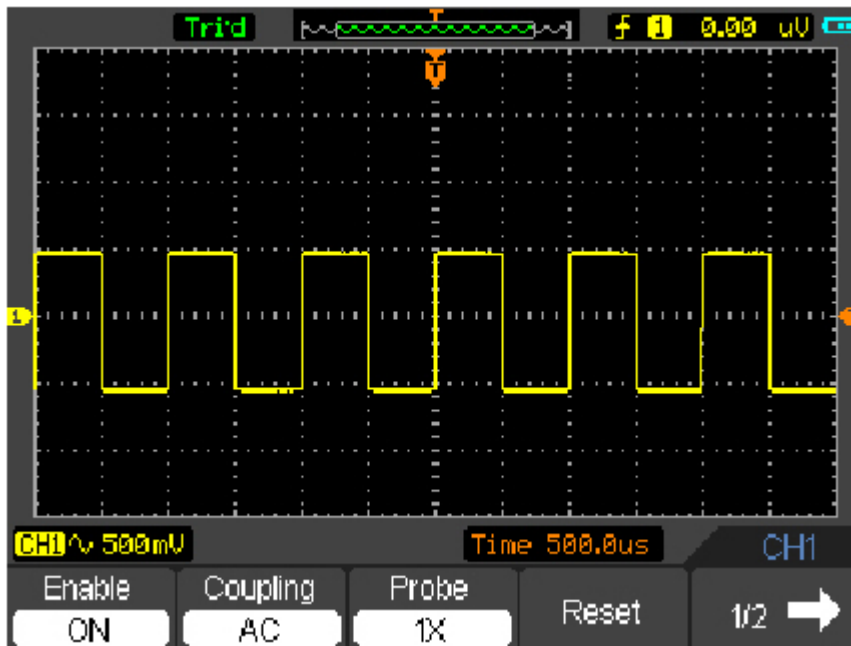 Tri'd T ⨍ 1 0.00 uV
T
1
CH1 ∿ 500mV Time 500.0us CH1
Enable Coupling Probe Reset 1/2
ON AC 1X